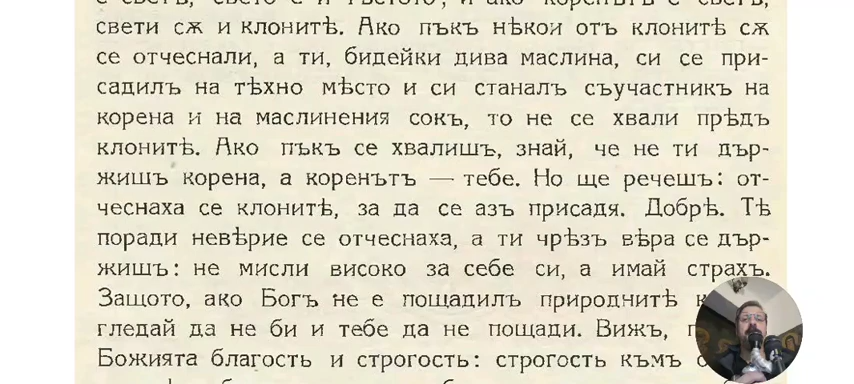 свети сѫ и клонитѣ. Ако пъкъ нѣкои отъ клонитѣ сѫ
се отчеснали, а ти, бидейки дива маслина, си се при-
садилъ на тѣхно мѣсто и си станалъ съучастникъ на
корена и на маслинения сокъ, то не се хвали прѣдъ
клонитѣ. Ако пъкъ се хвалишъ, знай, че не ти дър-
жишъ корена, а коренътъ — тебе. Но ще речешъ: от-
чеснаха се клонитѣ, за да се азъ присадя. Добрѣ. Тѣ
поради невѣрие се отчеснаха, а ти чрѣзъ вѣра се дър-
жишъ: не мисли високо за себе си, а имай страхъ.
Защото, ако Богъ не е пощадилъ природнитѣ
гледай да не би и тебе да не пощади. Вижъ,
Божията благость и строгость: строгость къмъ